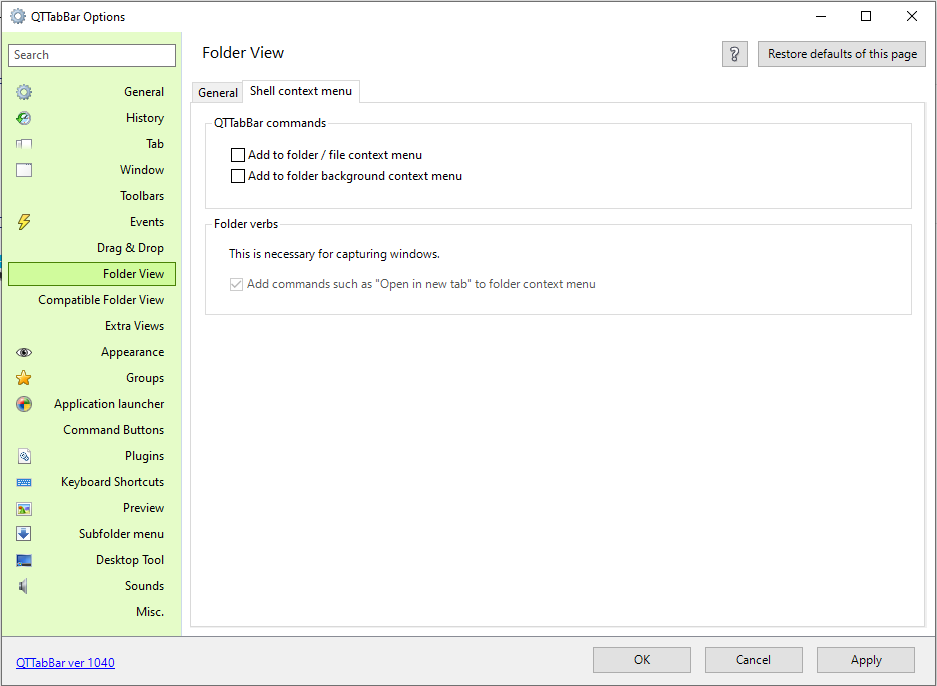 QTTabBar Options
Search
General
History
Tab
Window
Toolbars
Events
Drag & Drop
Folder View
Compatible Folder View
Extra Views
Appearance
Groups
Application launcher
Command Buttons
Plugins
Keyboard Shortcuts
Preview
Subfolder menu
Desktop Tool
Sounds
Misc.
Folder View
?
Restore defaults of this page
General
Shell context menu
QTTabBar commands
Add to folder / file context menu
Add to folder background context menu
Folder verbs
This is necessary for capturing windows.
Add commands such as "Open in new tab" to folder context menu
QTTabBar ver 1040
OK
Cancel
Apply